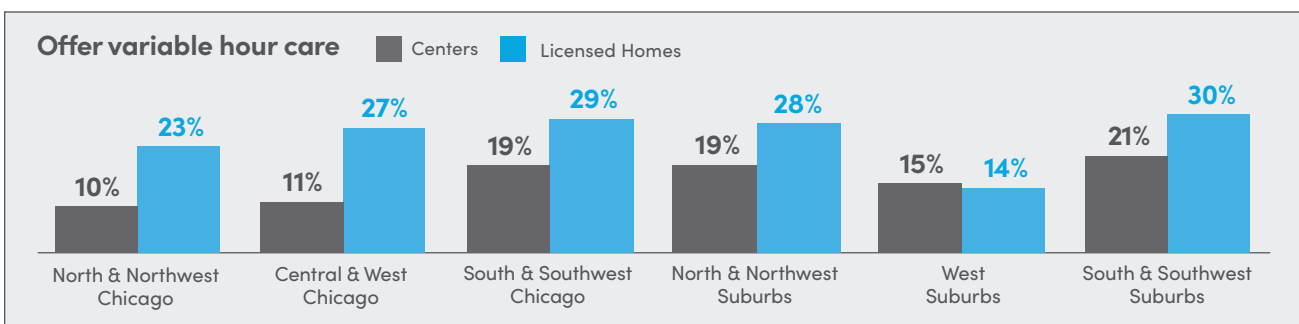 Offer variable hour care
Centers
Licensed Homes
10%
23%
11%
27%
19%
29%
19%
28%
15%
14%
21%
30%
North & Northwest
Chicago
Central & West
Chicago
South & Southwest
Chicago
North & Northwest
Suburbs
West
Suburbs
South & Southwest
Suburbs